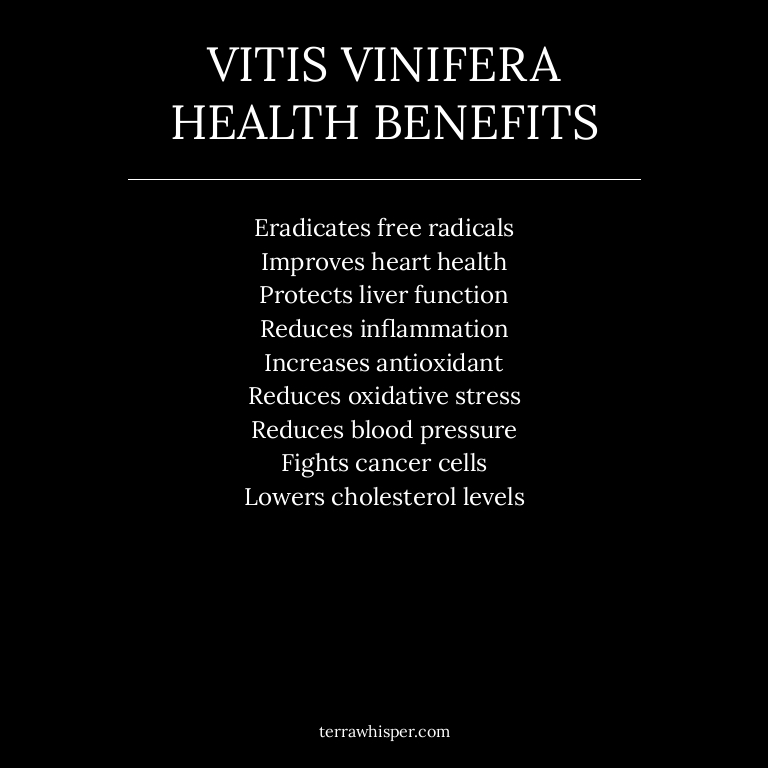 VITIS VINIFERA
HEALTH BENEFITS
Eradicates free radicals
Improves heart health
Protects liver function
Reduces inflammation
Increases antioxidant
Reduces oxidative stress
Reduces blood pressure
Fights cancer cells
Lowers cholesterol levels
terrawhisper.com